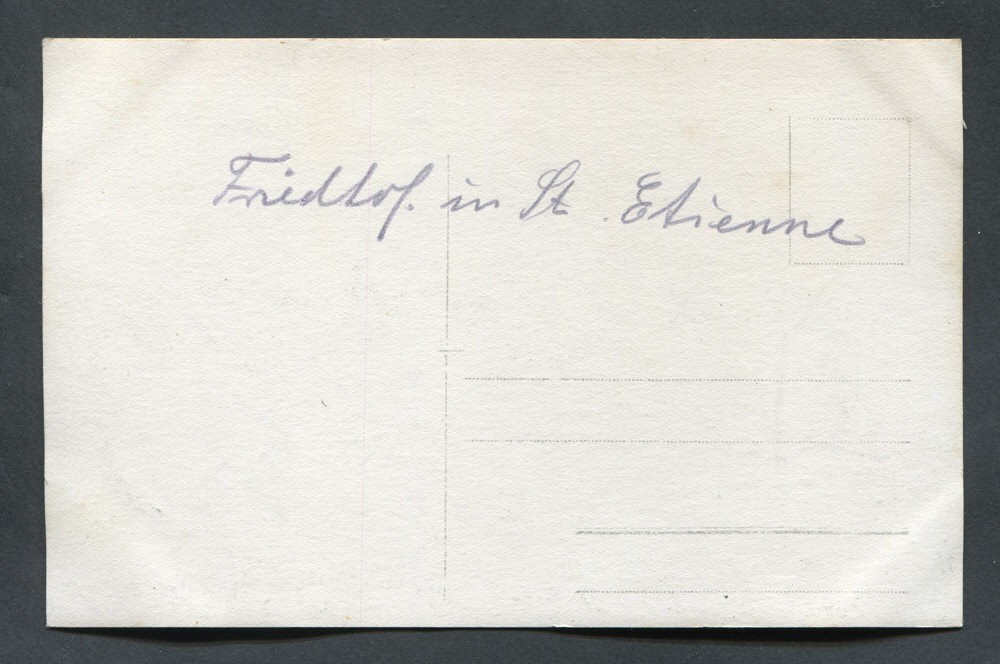 Friedhof in St. Etienne